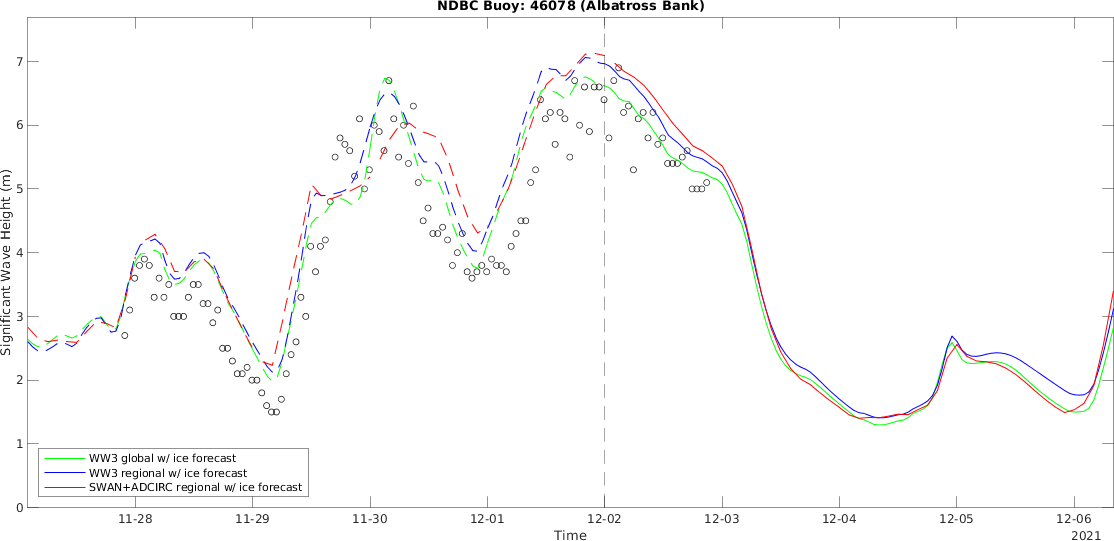 NDBC Buoy: 46078 (Albatross Bank)
Significant Wave Height (m)
7
6
5
4
3
2
1
0
WW3 global w/ ice forecast
WW3 regional w/ ice forecast
SWAN+ADCIRC regional w/ ice forecast
11-28 11-29 11-30 12-01 12-02 12-03 12-04 12-05 12-06
Time
2021